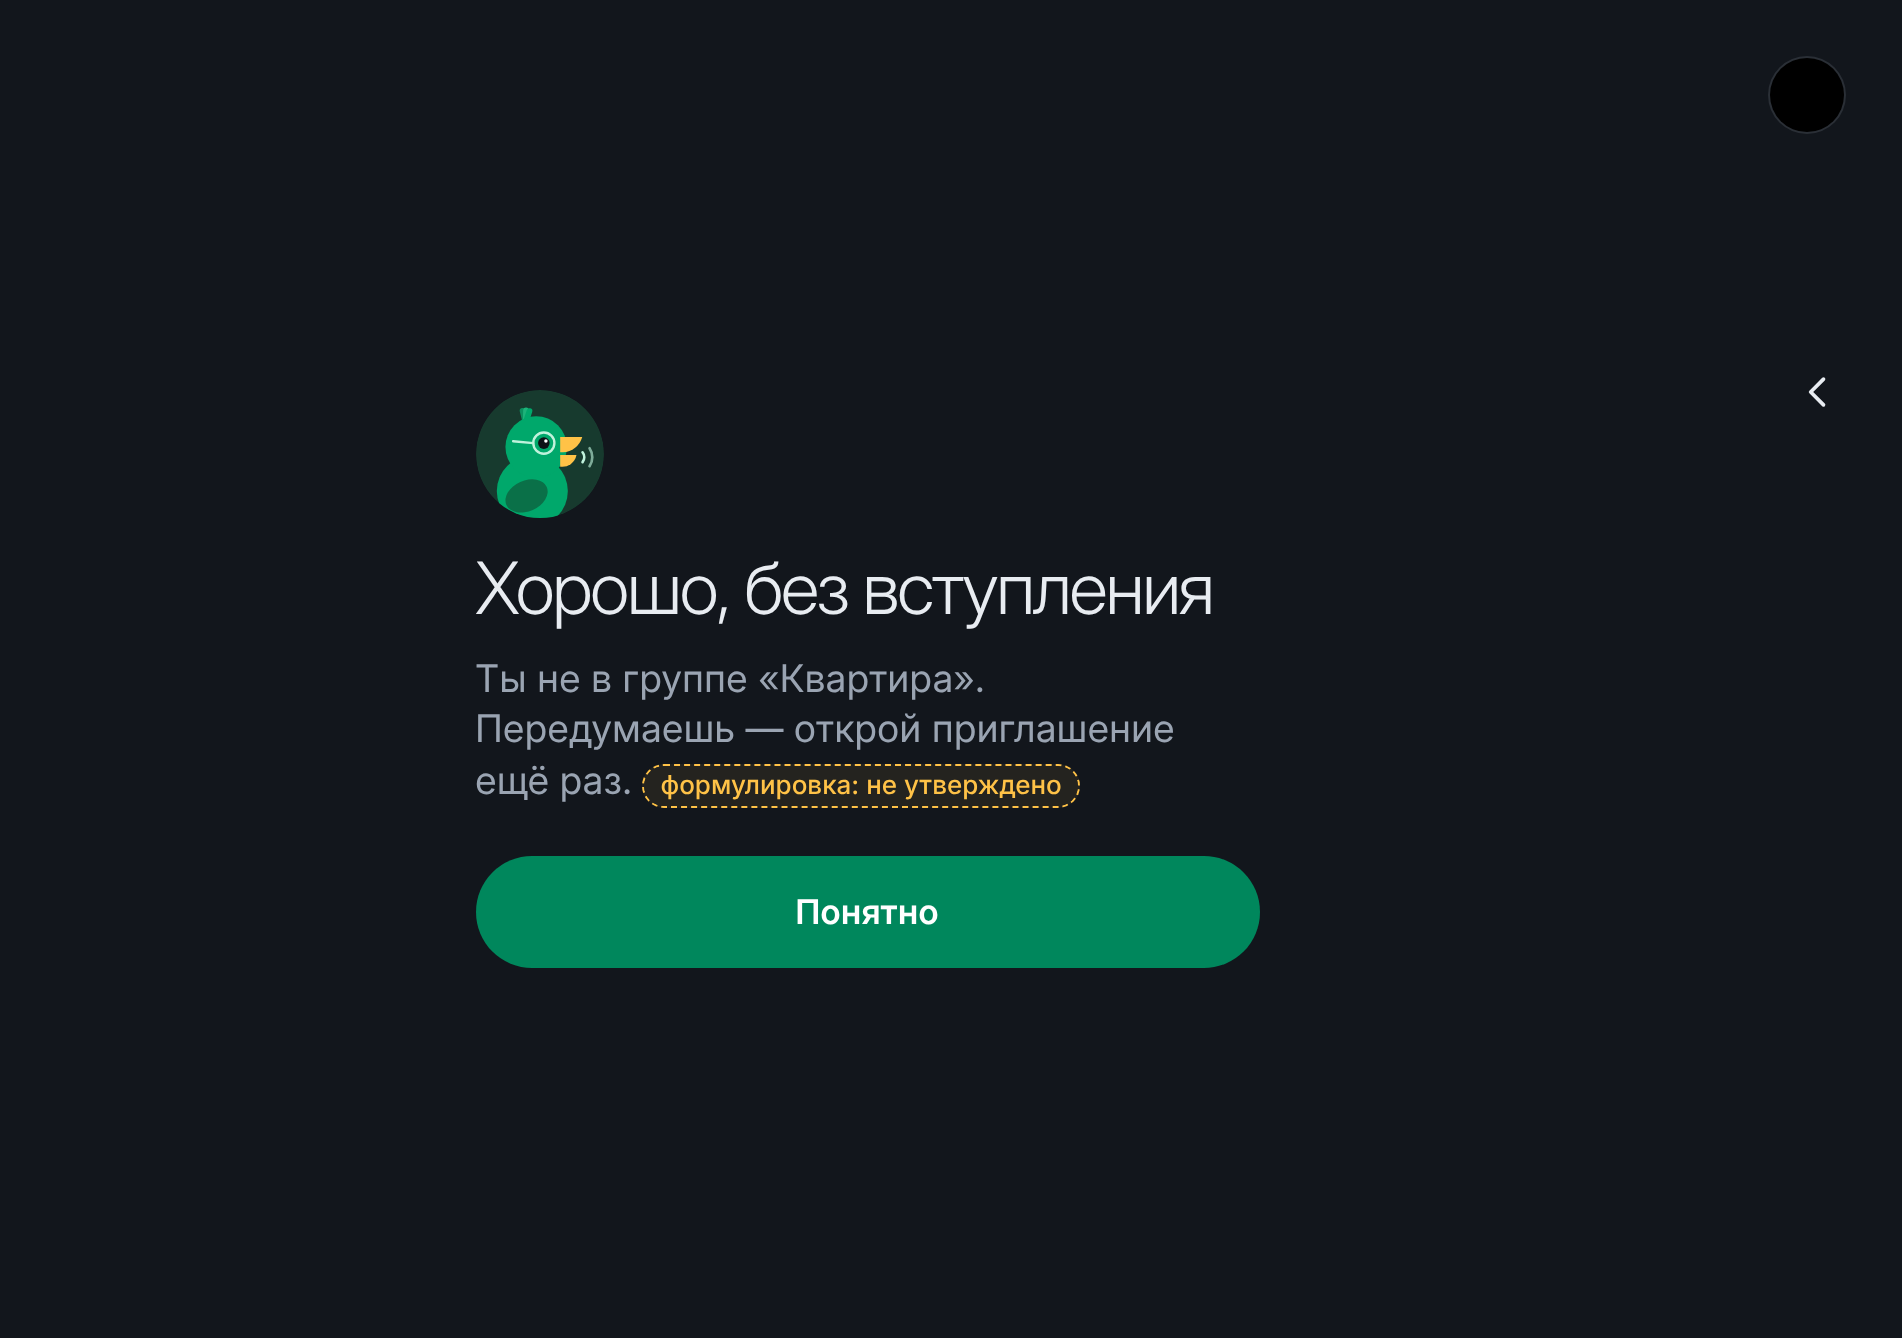 Хорошо, без вступления
Ты не в группе «Квартира».
Передумаешь — открой приглашение
ещё раз. формулировка: не утверждено
Понятно